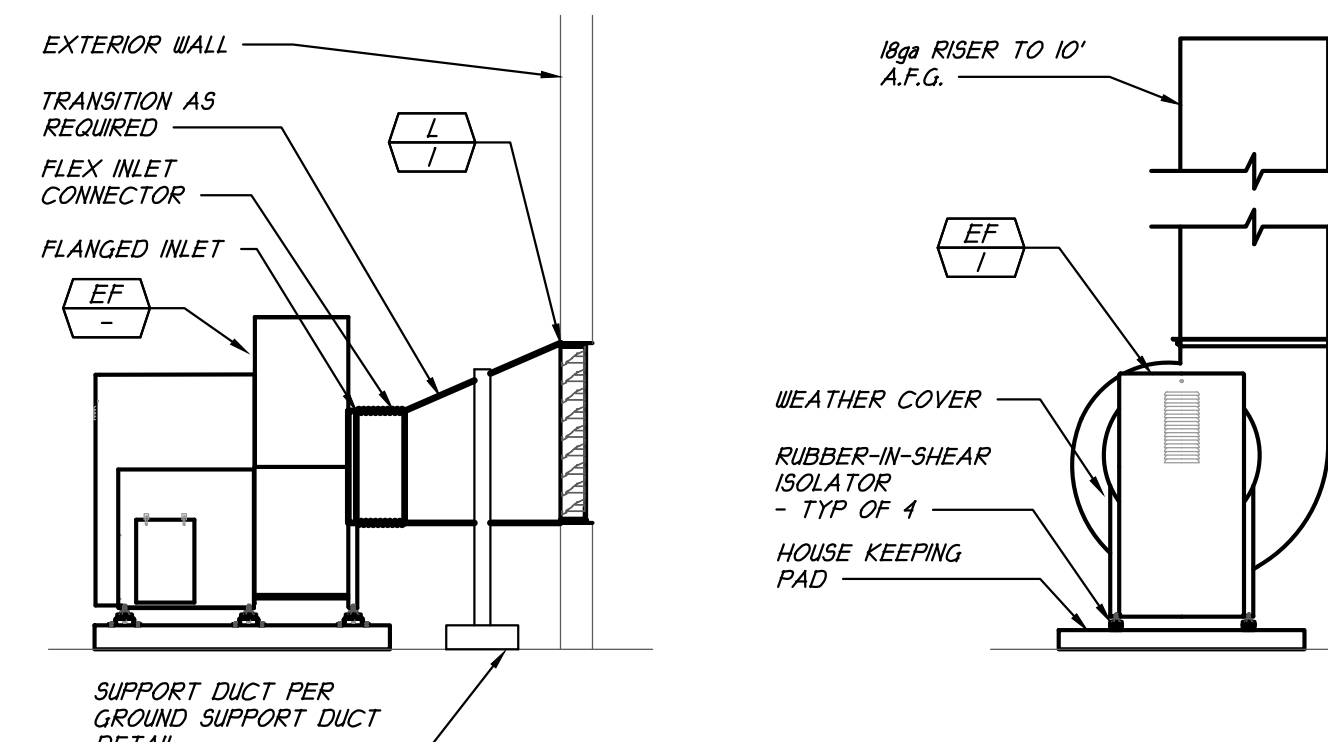 EXTERIOR WALL
TRANSITION AS
REQUIRED
FLEX INLET
CONNECTOR
FLANGED INLET
EF
-
L
1
SUPPORT DUCT PER
GROUND SUPPORT DUCT
DETAIL
18ga RISER TO 10'
A.F.G.
EF
1
WEATHER COVER
RUBBER-IN-SHEAR
ISOLATOR
- TYP OF 4
HOUSE KEEPING
PAD